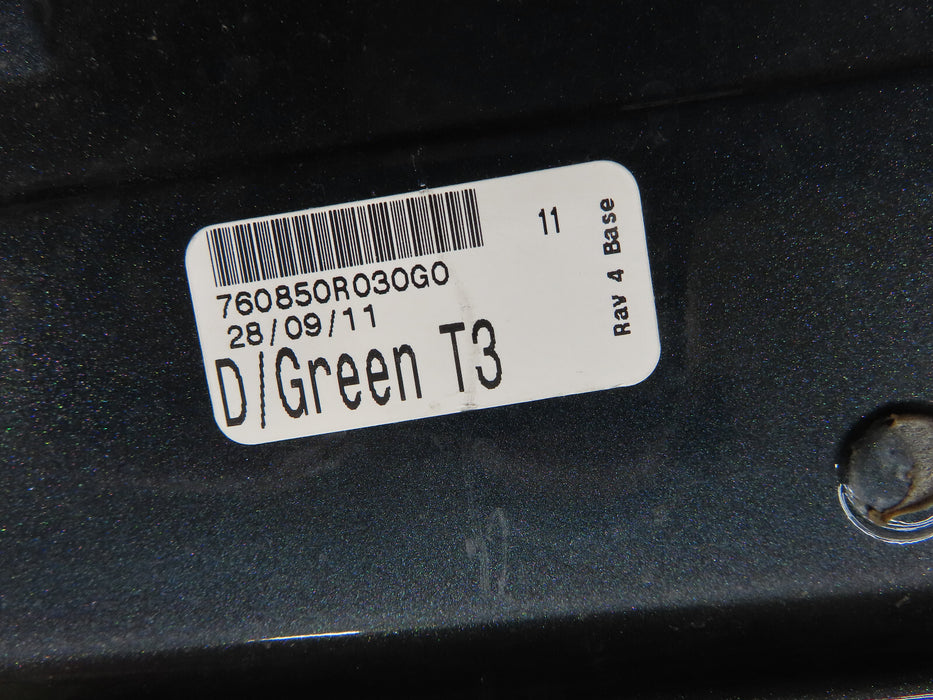 760850R030G0
28/09/11
D/Green T3
11
Rav 4 Base